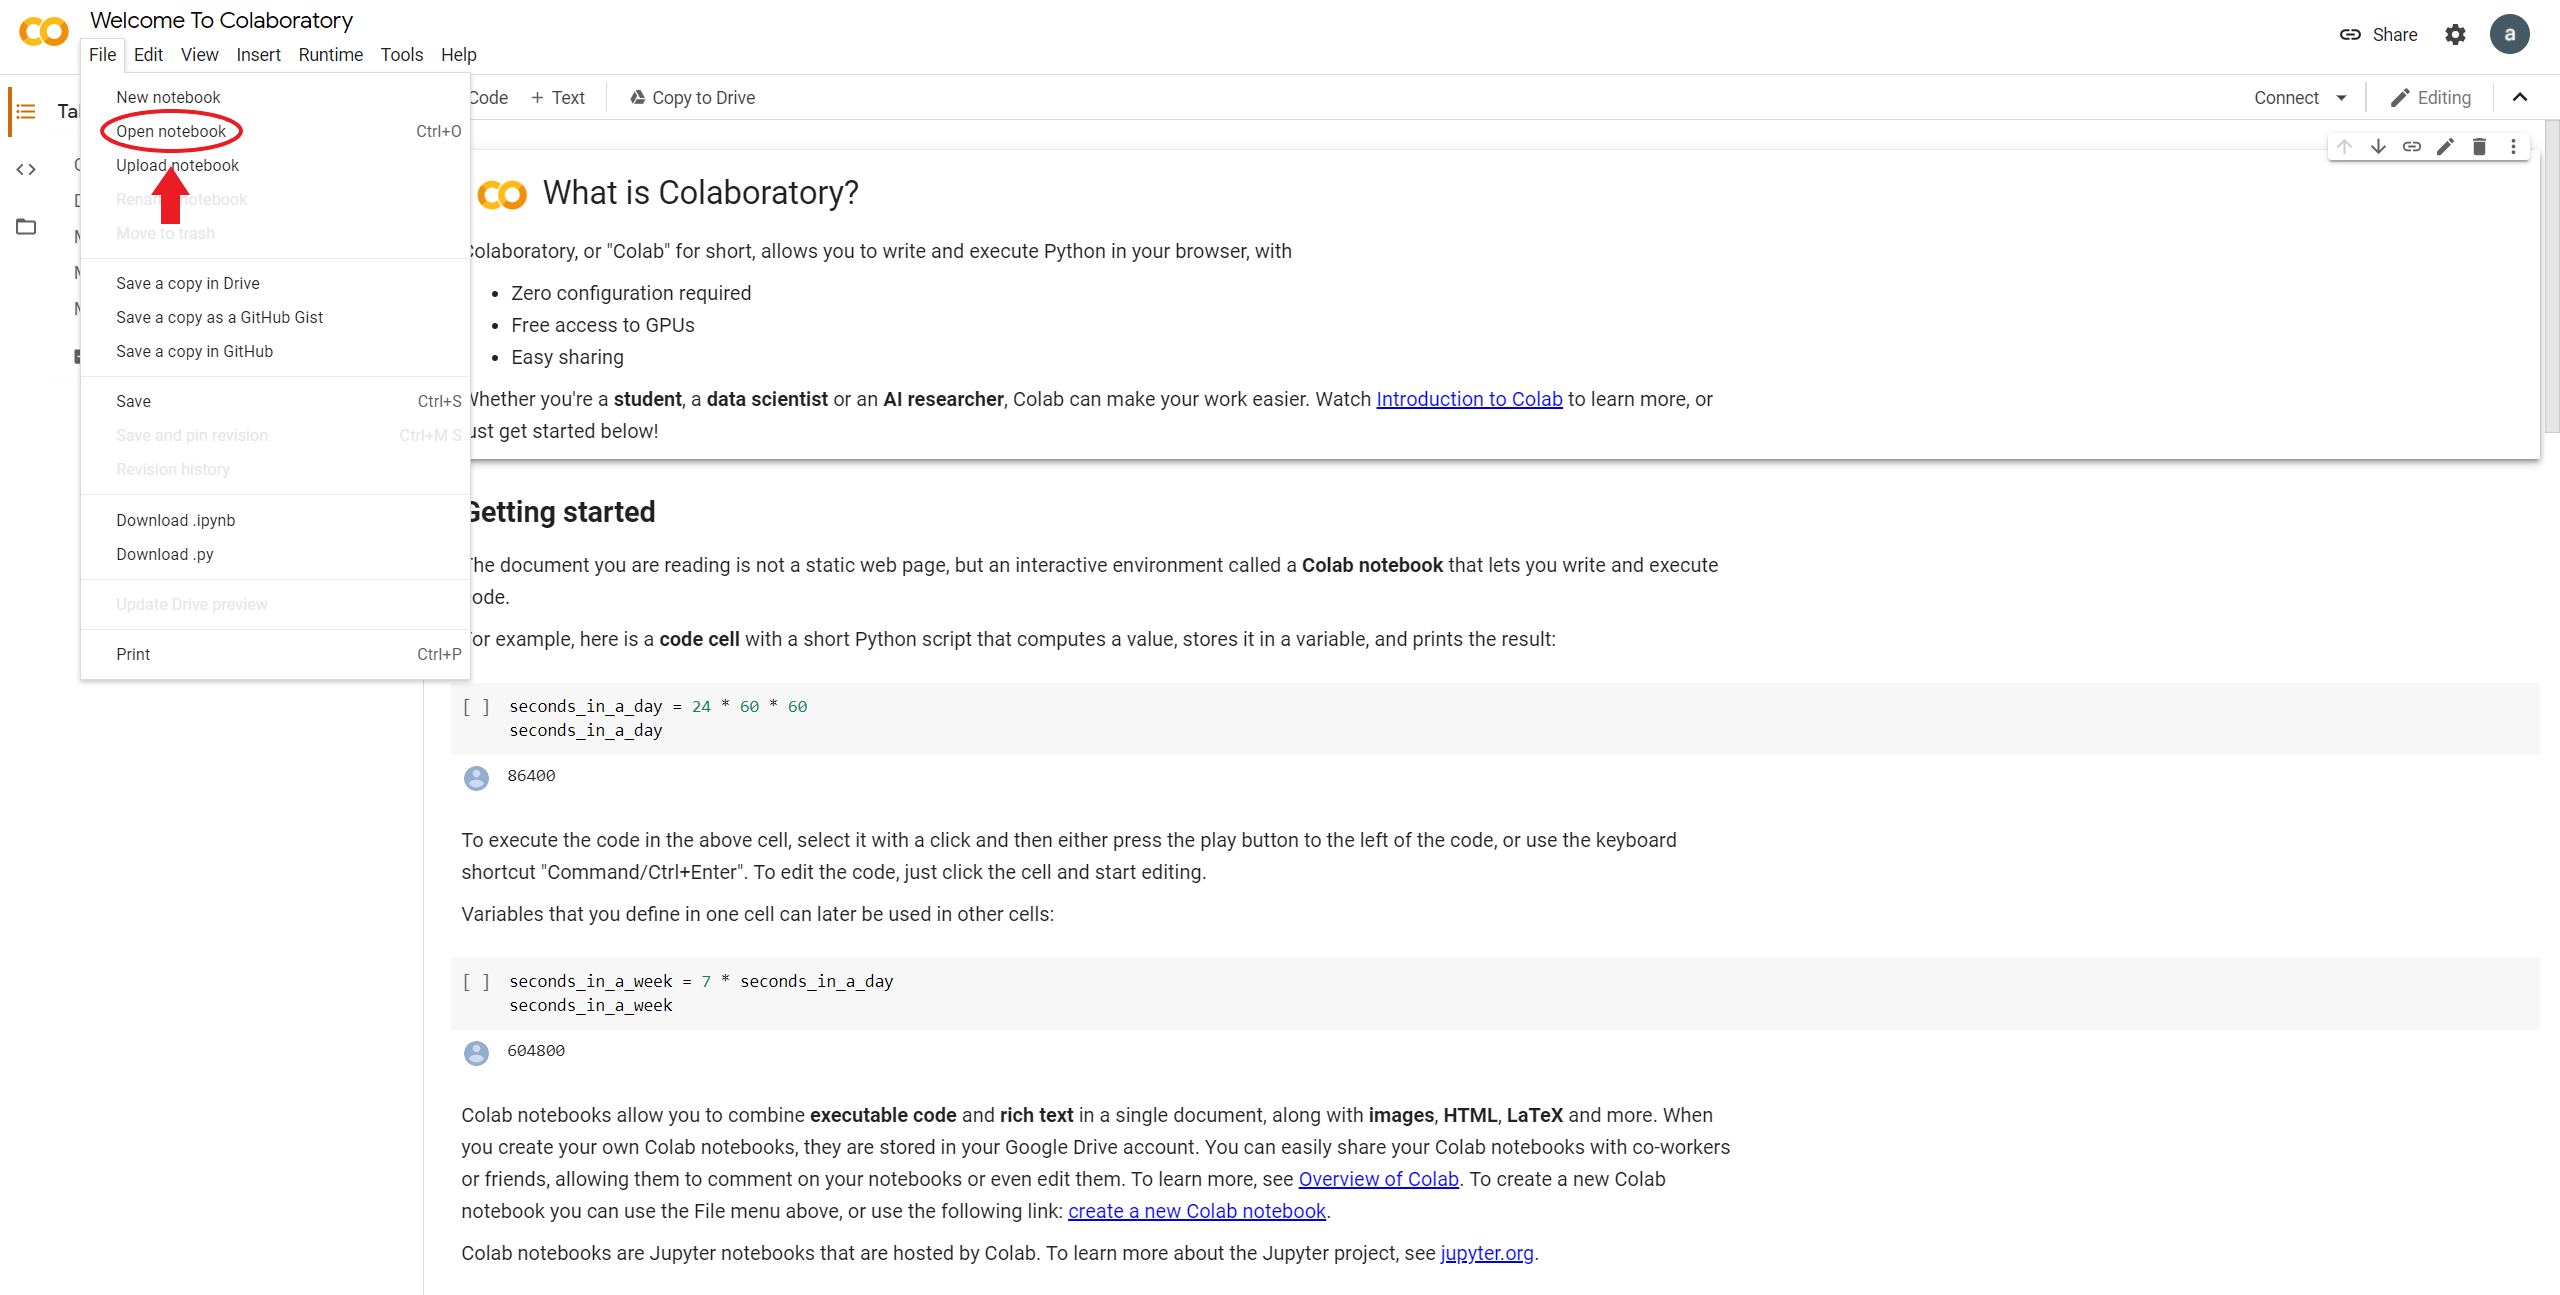 Welcome To Colaboratory
File Edit View Insert Runtime Tools Help
Share
a
New notebook
Open notebook Ctrl+O
Upload notebook
Rename notebook
Move to trash
Save a copy in Drive
Save a copy as a GitHub Gist
Save a copy in GitHub
Save Ctrl+S
Save and pin revision Ctrl+M S
Revision history
Download .ipynb
Download .py
Update Drive preview
Print Ctrl+P
Code + Text Copy to Drive
Connect Editing
What is Colaboratory?
Colaboratory, or "Colab" for short, allows you to write and execute Python in your browser, with
• Zero configuration required
• Free access to GPUs
• Easy sharing
Whether you're a student, a data scientist or an AI researcher, Colab can make your work easier. Watch Introduction to Colab to learn more, or
just get started below!
Getting started
The document you are reading is not a static web page, but an interactive environment called a Colab notebook that lets you write and execute
code.
For example, here is a code cell with a short Python script that computes a value, stores it in a variable, and prints the result:
[ ] seconds_in_a_day = 24 * 60 * 60
seconds_in_a_day
86400
To execute the code in the above cell, select it with a click and then either press the play button to the left of the code, or use the keyboard
shortcut "Command/Ctrl+Enter". To edit the code, just click the cell and start editing.
Variables that you define in one cell can later be used in other cells:
[ ] seconds_in_a_week = 7 * seconds_in_a_day
seconds_in_a_week
604800
Colab notebooks allow you to combine executable code and rich text in a single document, along with images, HTML, LaTeX and more. When
you create your own Colab notebooks, they are stored in your Google Drive account. You can easily share your Colab notebooks with co-workers
or friends, allowing them to comment on your notebooks or even edit them. To learn more, see Overview of Colab. To create a new Colab
notebook you can use the File menu above, or use the following link: create a new Colab notebook.
Colab notebooks are Jupyter notebooks that are hosted by Colab. To learn more about the Jupyter project, see jupyter.org.